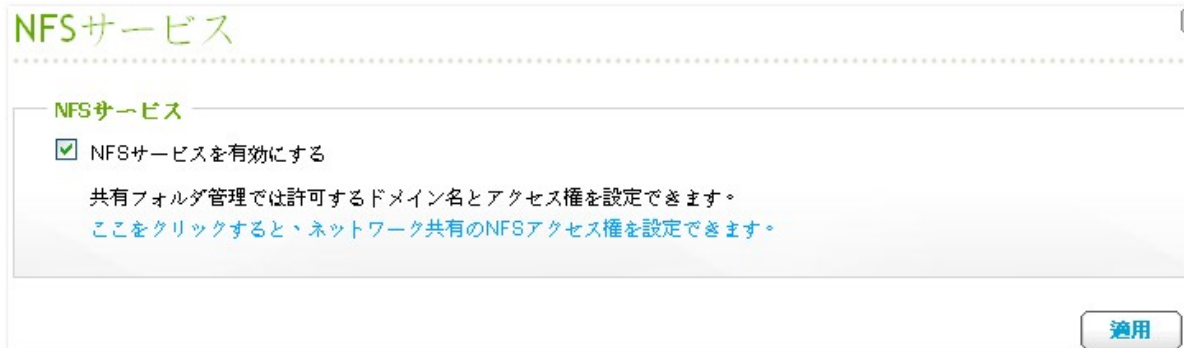 NFSサービス
NFSサービス
NFSサービスを有効にする
共有フォルダ管理では許可するドメイン名とアクセス権を設定できます。
ここをクリックすると、ネットワーク共有のNFSアクセス権を設定できます。
適用